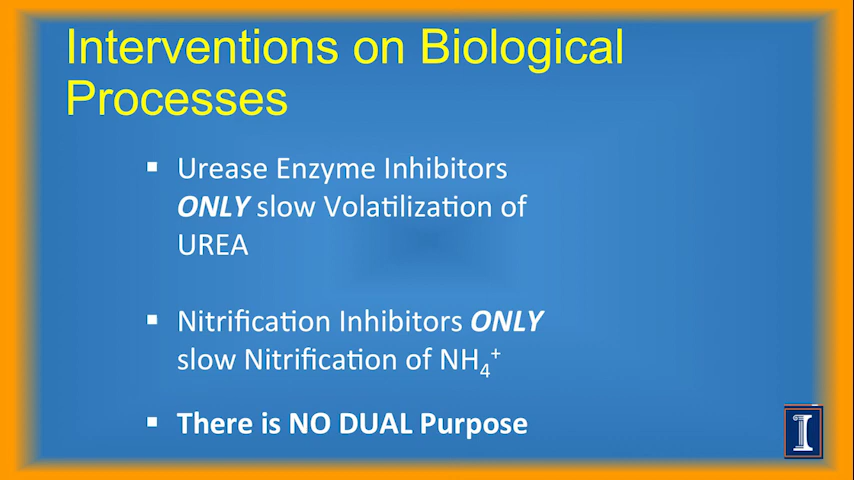 Interventions on Biological
Processes
▪ Urease Enzyme Inhibitors
ONLY slow Volatilization of
UREA
▪ Nitrification Inhibitors ONLY
slow Nitrification of NH₄⁺
▪ There is NO DUAL Purpose
I